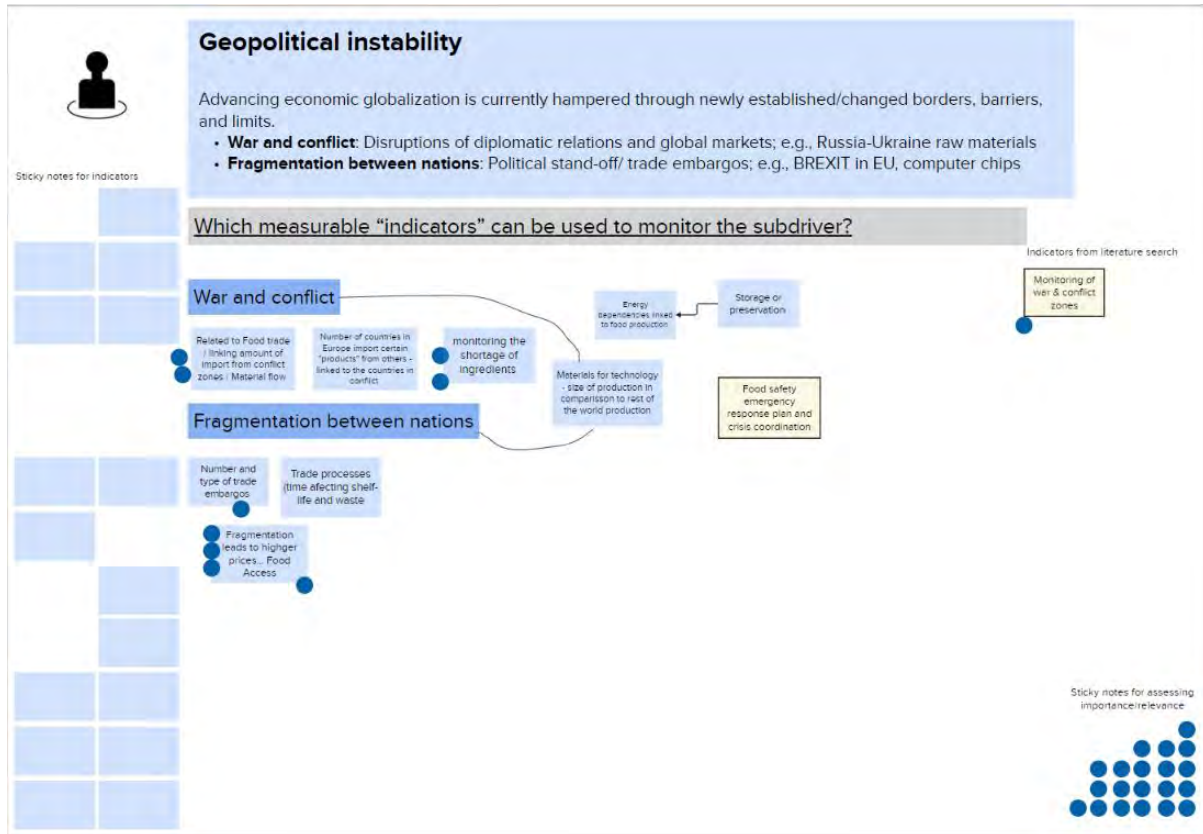 Geopolitical instability
Advancing economic globalization is currently hampered through newly established/changed borders, barriers,
and limits.
• War and conflict: Disruptions of diplomatic relations and global markets; e.g., Russia-Ukraine raw materials
• Fragmentation between nations: Political stand-off/ trade embargos; e.g., BREXIT in EU, computer chips
Sticky notes for indicators
Which measurable “indicators” can be used to monitor the subdriver?
Indicators from literature search
Monitoring of
war & conflict
zones
War and conflict
Energy
dependencies linked
to food production
Storage or
preservation
Related to Food trade
/ linking amount of
import from conflict
zones / Material flow
Number of countries in
Europe import certain
"products" from others -
linked to the countries in
conflict
monitoring the
shortage of
ingredients
Materials for technology
- size of production in
comparisson to rest of
the world production
Food safety
emergency
response plan and
crisis coordination
Fragmentation between nations
Number and
type of trade
embargos
Trade processes
(time afecting shelf-
life and waste
Fragmentation
leads to highger
prices... Food
Access
Sticky notes for assessing
importance/relevance